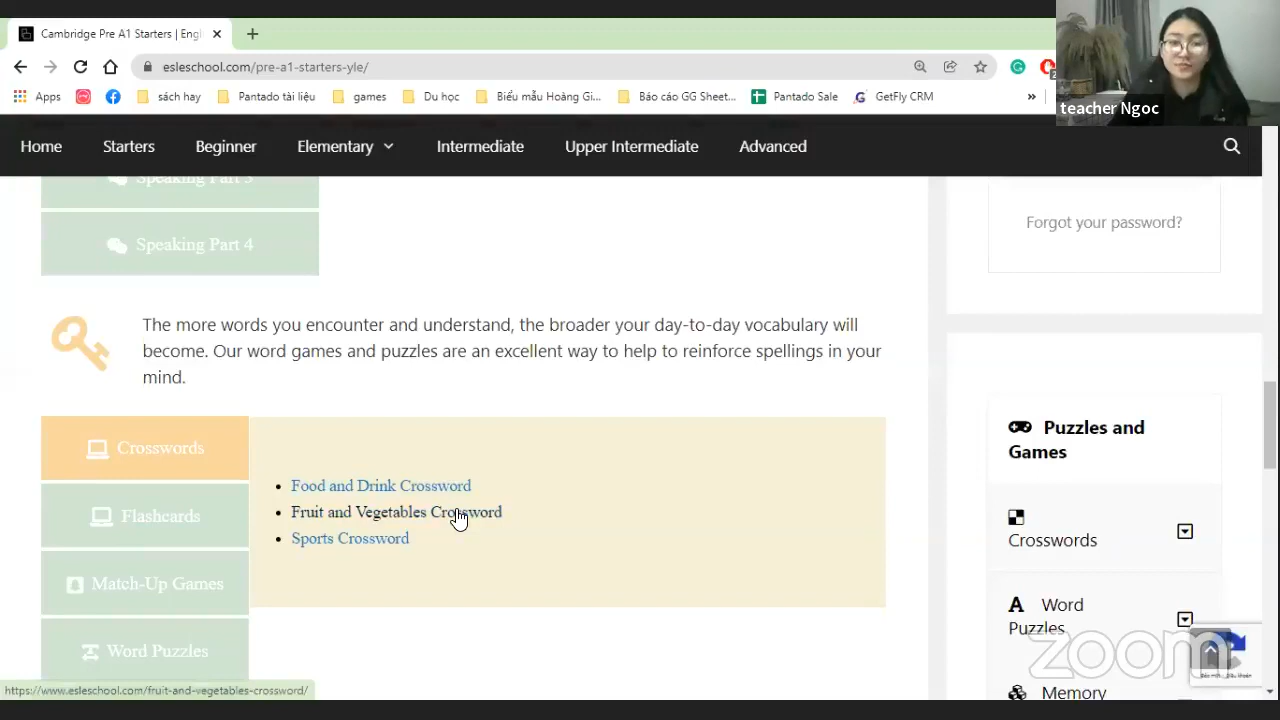 Cambridge Pre A1 Starters | Engl
esleschool.com/pre-a1-starters-yle/
Apps
sách hay
Pantado tài liệu
games
Du học
Biểu mẫu Hoàng Gi...
Báo cáo GG Sheet...
Pantado Sale
GetFly CRM
»
teacher Ngoc
Home
Starters
Beginner
Elementary
Intermediate
Upper Intermediate
Advanced
Speaking Part 3
Speaking Part 4
Forgot your password?
The more words you encounter and understand, the broader your day-to-day vocabulary will
become. Our word games and puzzles are an excellent way to help to reinforce spellings in your
mind.
Crosswords
Flashcards
Match-Up Games
Word Puzzles
• Food and Drink Crossword
• Fruit and Vegetables Crossword
• Sports Crossword
Puzzles and
Games
Crosswords
Word
Puzzles
Memory
zoom
https://www.esleschool.com/fruit-and-vegetables-crossword/